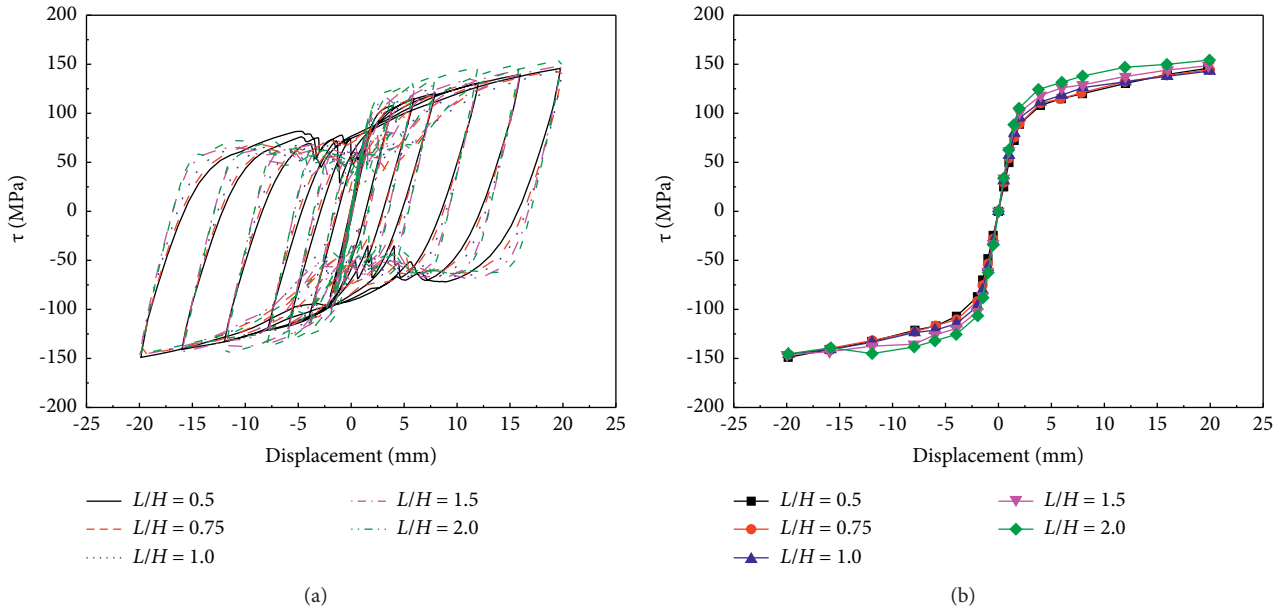 200
150
100
50
0
-50
-100
-150
-200
τ (MPa)
-25 -20 -15 -10 -5 0 5 10 15 20 25
Displacement (mm)
L/H = 0.5
L/H = 0.75
L/H = 1.0
L/H = 1.5
L/H = 2.0
(a)
200
150
100
50
0
-50
-100
-150
-200
τ (MPa)
-25 -20 -15 -10 -5 0 5 10 15 20 25
Displacement (mm)
L/H = 0.5
L/H = 0.75
L/H = 1.0
L/H = 1.5
L/H = 2.0
(b)